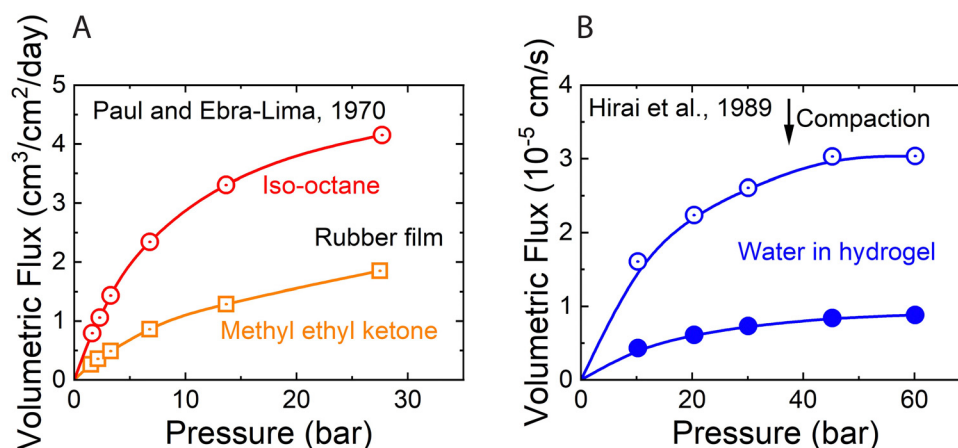 A
Volumetric Flux (cm³/cm²/day)
5
4
3
2
1
0
Paul and Ebra-Lima, 1970
Iso-octane
Rubber film
Methyl ethyl ketone
0
10
20
30
Pressure (bar)
B
Volumetric Flux (10⁻⁵ cm/s)
4
3
2
1
0
Hirai et al., 1989
Compaction
Water in hydrogel
0
20
40
60
Pressure (bar)